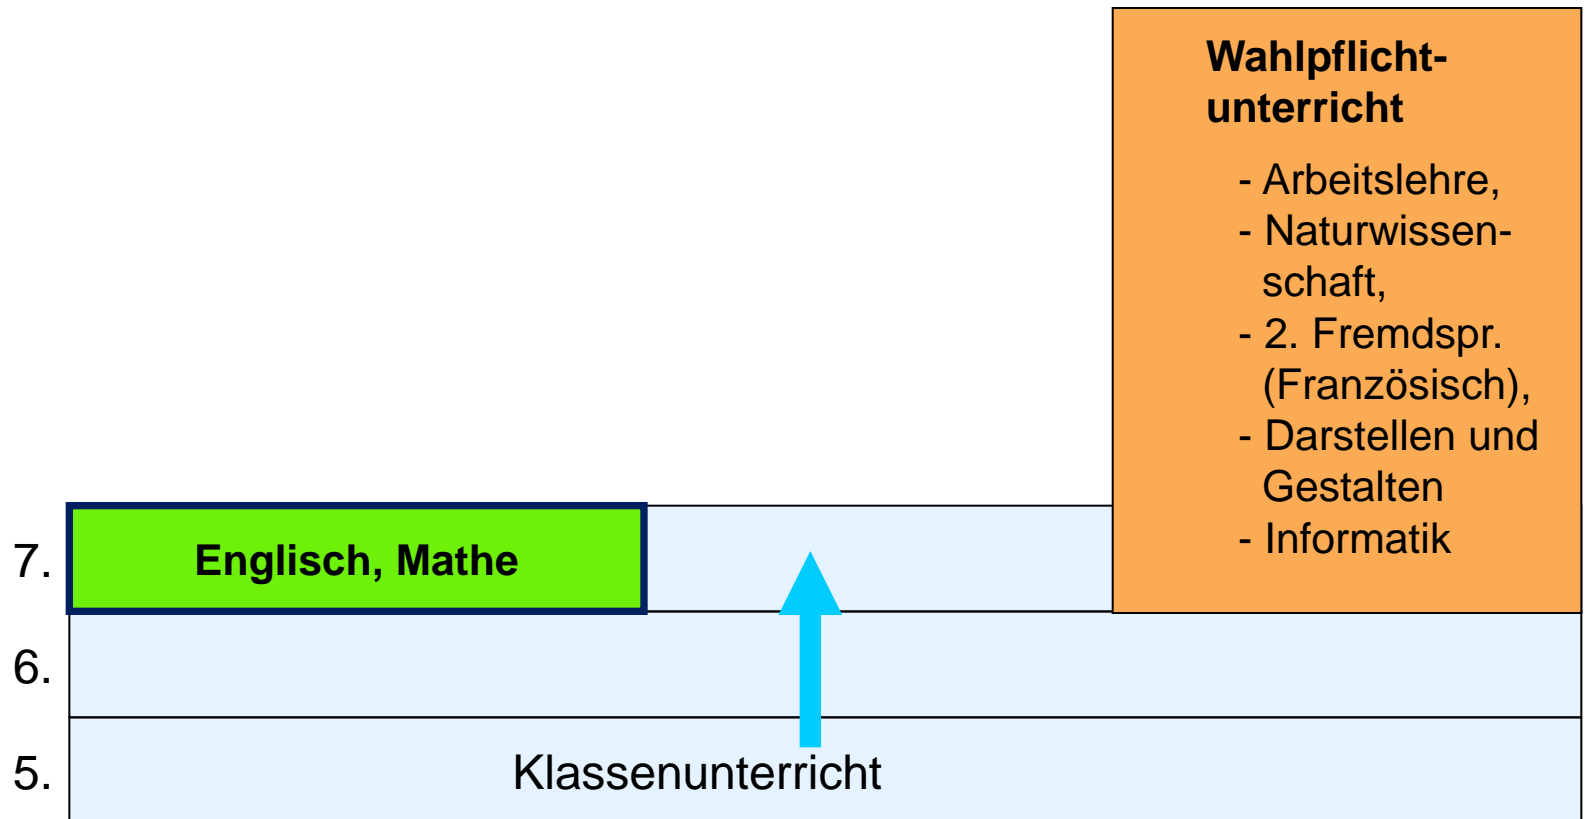 Wahlpflicht-
unterricht
- Arbeitslehre,
- Naturwissen-
schaft,
- 2. Fremdspr.
(Französisch),
- Darstellen und
Gestalten
- Informatik
7.
Englisch, Mathe
6.
5.
Klassenunterricht